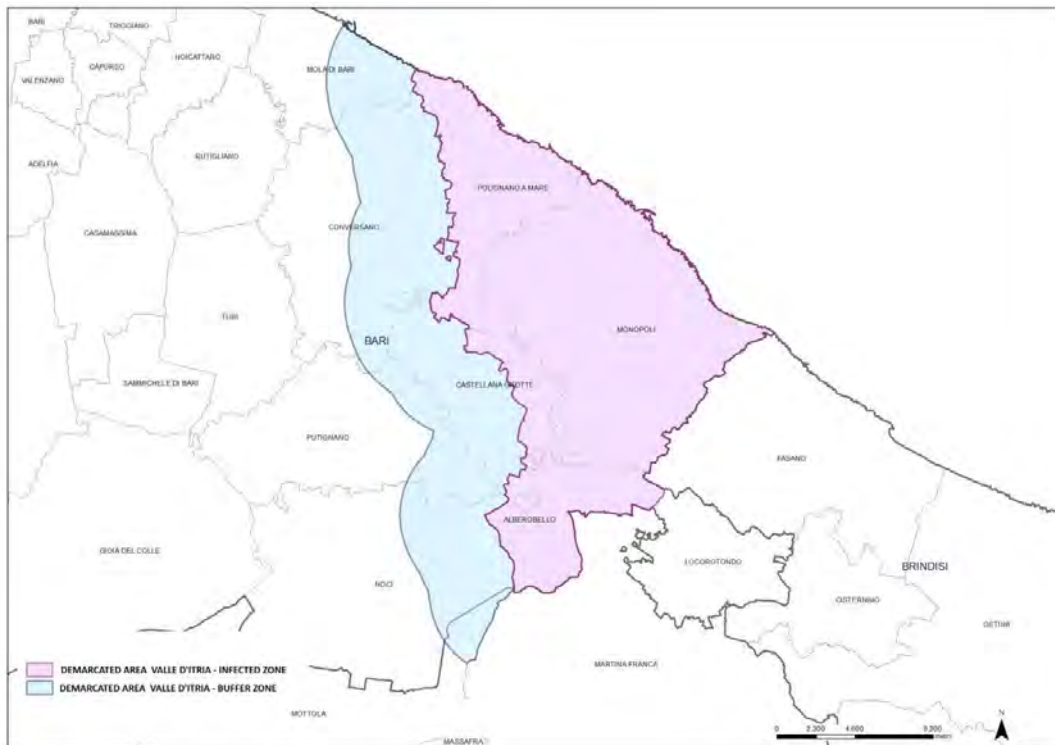 BARI
TRIGGIANO
NOICATTARO
CAPURSO
VALENZANO
MOLA DI BARI
RUTIGLIANO
ADELFIA
POLIGNANO A MARE
CONVERSANO
CASAMASSIMA
TURI
MONOPOLI
BARI
SAMMICHELE DI BARI
CASTELLANA GROTTE
PUTIGNANO
FASANO
ALBEROBELLO
GIOIA DEL COLLE
LOCOROTONDO
BRINDISI
NOCI
CISTERNINO
OSTUNI
MARTINA FRANCA
DEMARCATED AREA VALLE D'ITRIA - INFECTED ZONE
DEMARCATED AREA VALLE D'ITRIA - BUFFER ZONE
MOTTOLA
MASSAFRA
N
0